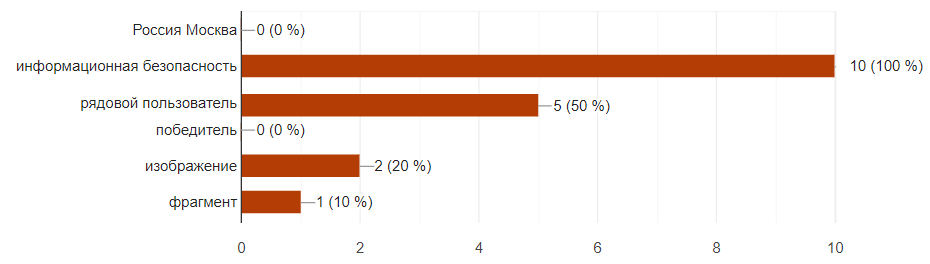 Россия Москва 0 (0 %)
информационная безопасность 10 (100 %)
рядовой пользователь 5 (50 %)
победитель 0 (0 %)
изображение 2 (20 %)
фрагмент 1 (10 %)
0 2 4 6 8 10